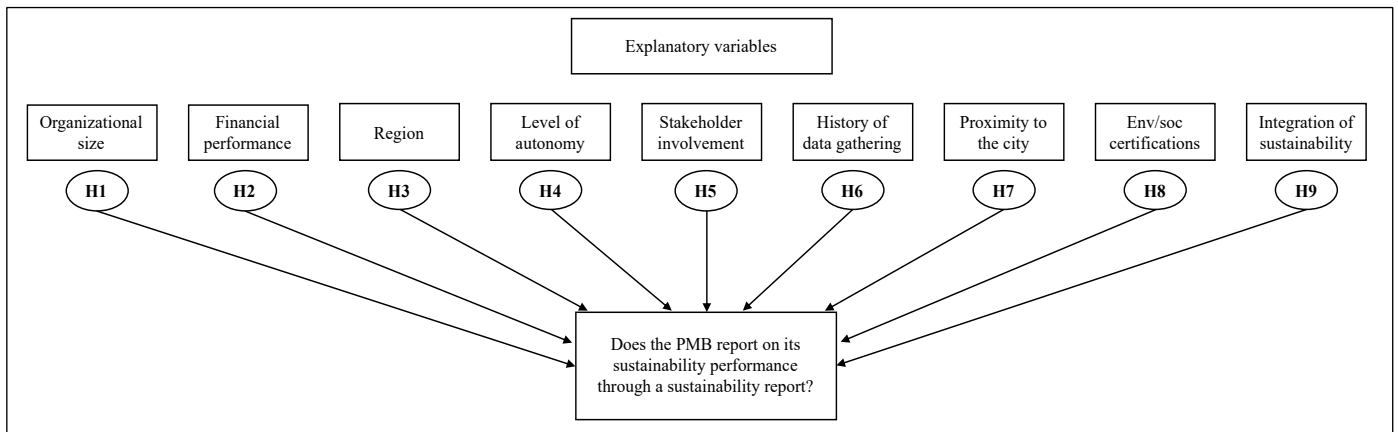 Explanatory variables
Organizational
size
Financial
performance
Region
Level of
autonomy
Stakeholder
involvement
History of
data gathering
Proximity to
the city
Env/soc
certifications
Integration of
sustainability
H1
H2
H3
H4
H5
H6
H7
H8
H9
Does the PMB report on its
sustainability performance
through a sustainability report?